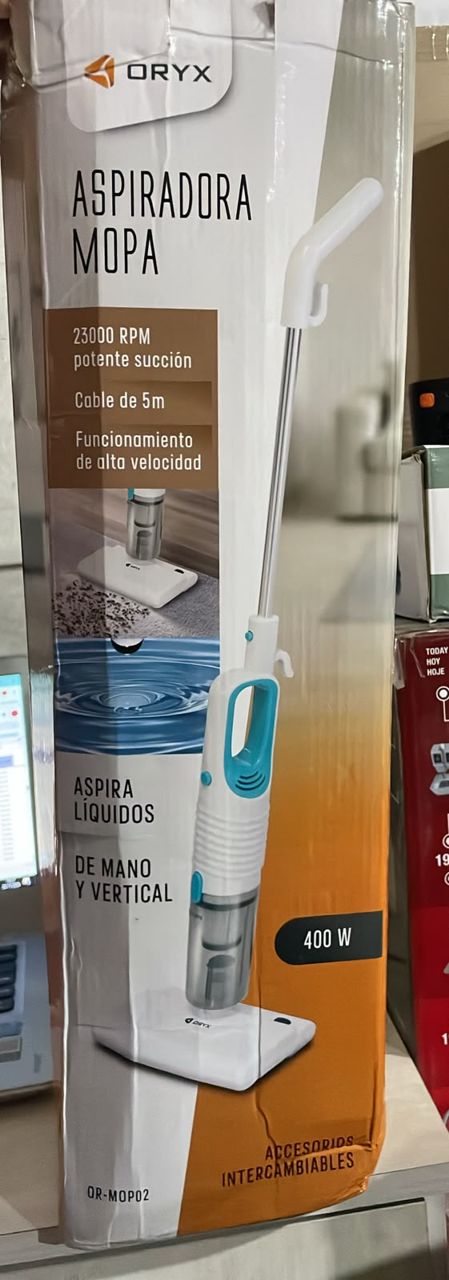 ORYX
ASPIRADORA
MOPA
23000 RPM
potente succión
Cable de 5m
Funcionamiento
de alta velocidad
ASPIRA
LÍQUIDOS
DE MANO
Y VERTICAL
400 W
ORYX
ACCESORIOS
INTERCAMBIABLES
QR-MOP02
TODAY
HOY
HOJE